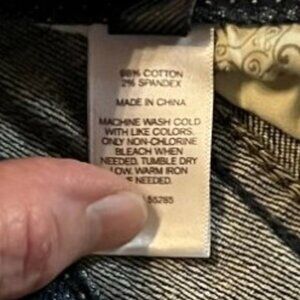 98% COTTON
2% SPANDEX
MADE IN CHINA
MACHINE WASH COLD
WITH LIKE COLORS.
ONLY NON-CHLORINE
BLEACH WHEN
NEEDED. TUMBLE DRY
LOW. WARM IRON
NEEDED.
55285